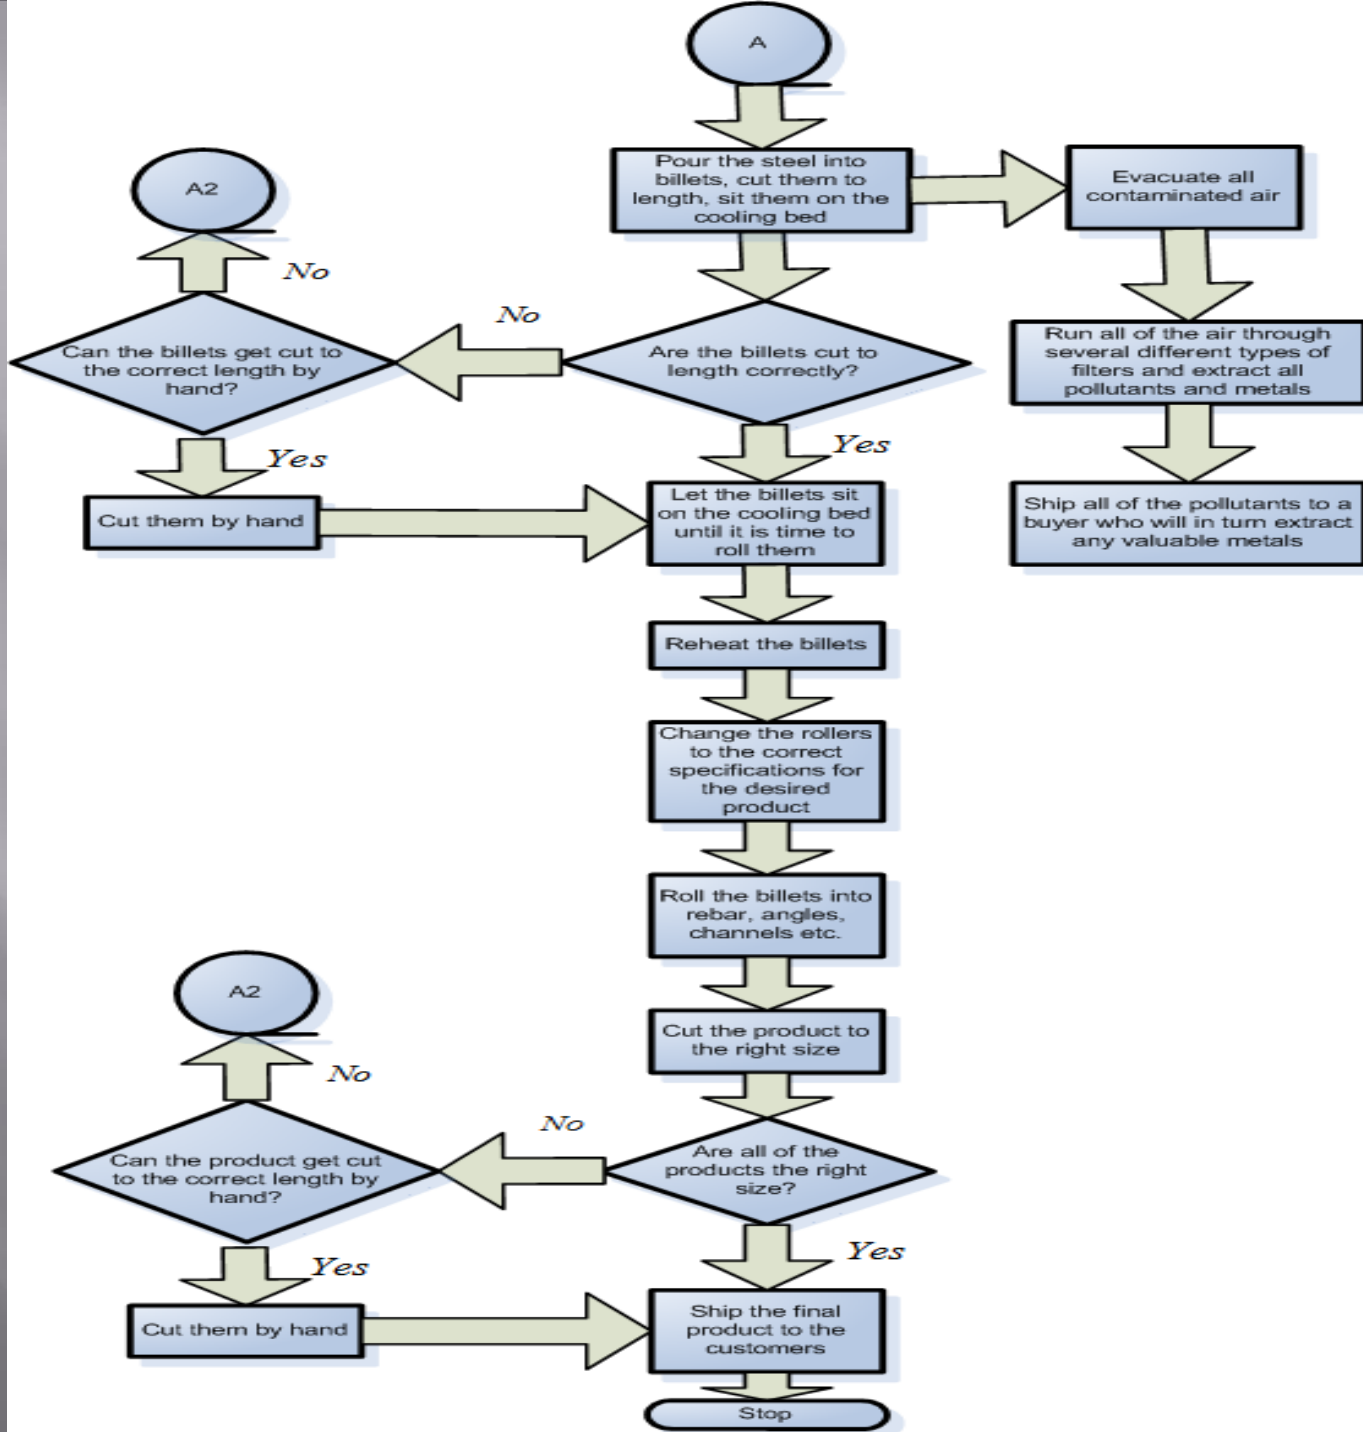 A
Pour the steel into
billets, cut them to
length, sit them on the
cooling bed
Evacuate all
contaminated air
A2
No
No
Can the billets get cut to
the correct length by
hand?
Are the billets cut to
length correctly?
Run all of the air through
several different types of
filters and extract all
pollutants and metals
Yes
Yes
Cut them by hand
Let the billets sit
on the cooling bed
until it is time to
roll them
Ship all of the pollutants to a
buyer who will in turn extract
any valuable metals
Reheat the billets
Change the rollers
to the correct
specifications for
the desired
product
Roll the billets into
rebar, angles,
channels etc.
A2
Cut the product to
the right size
No
No
Can the product get cut
to the correct length by
hand?
Are all of the
products the right
size?
Yes
Yes
Cut them by hand
Ship the final
product to the
customers
Stop